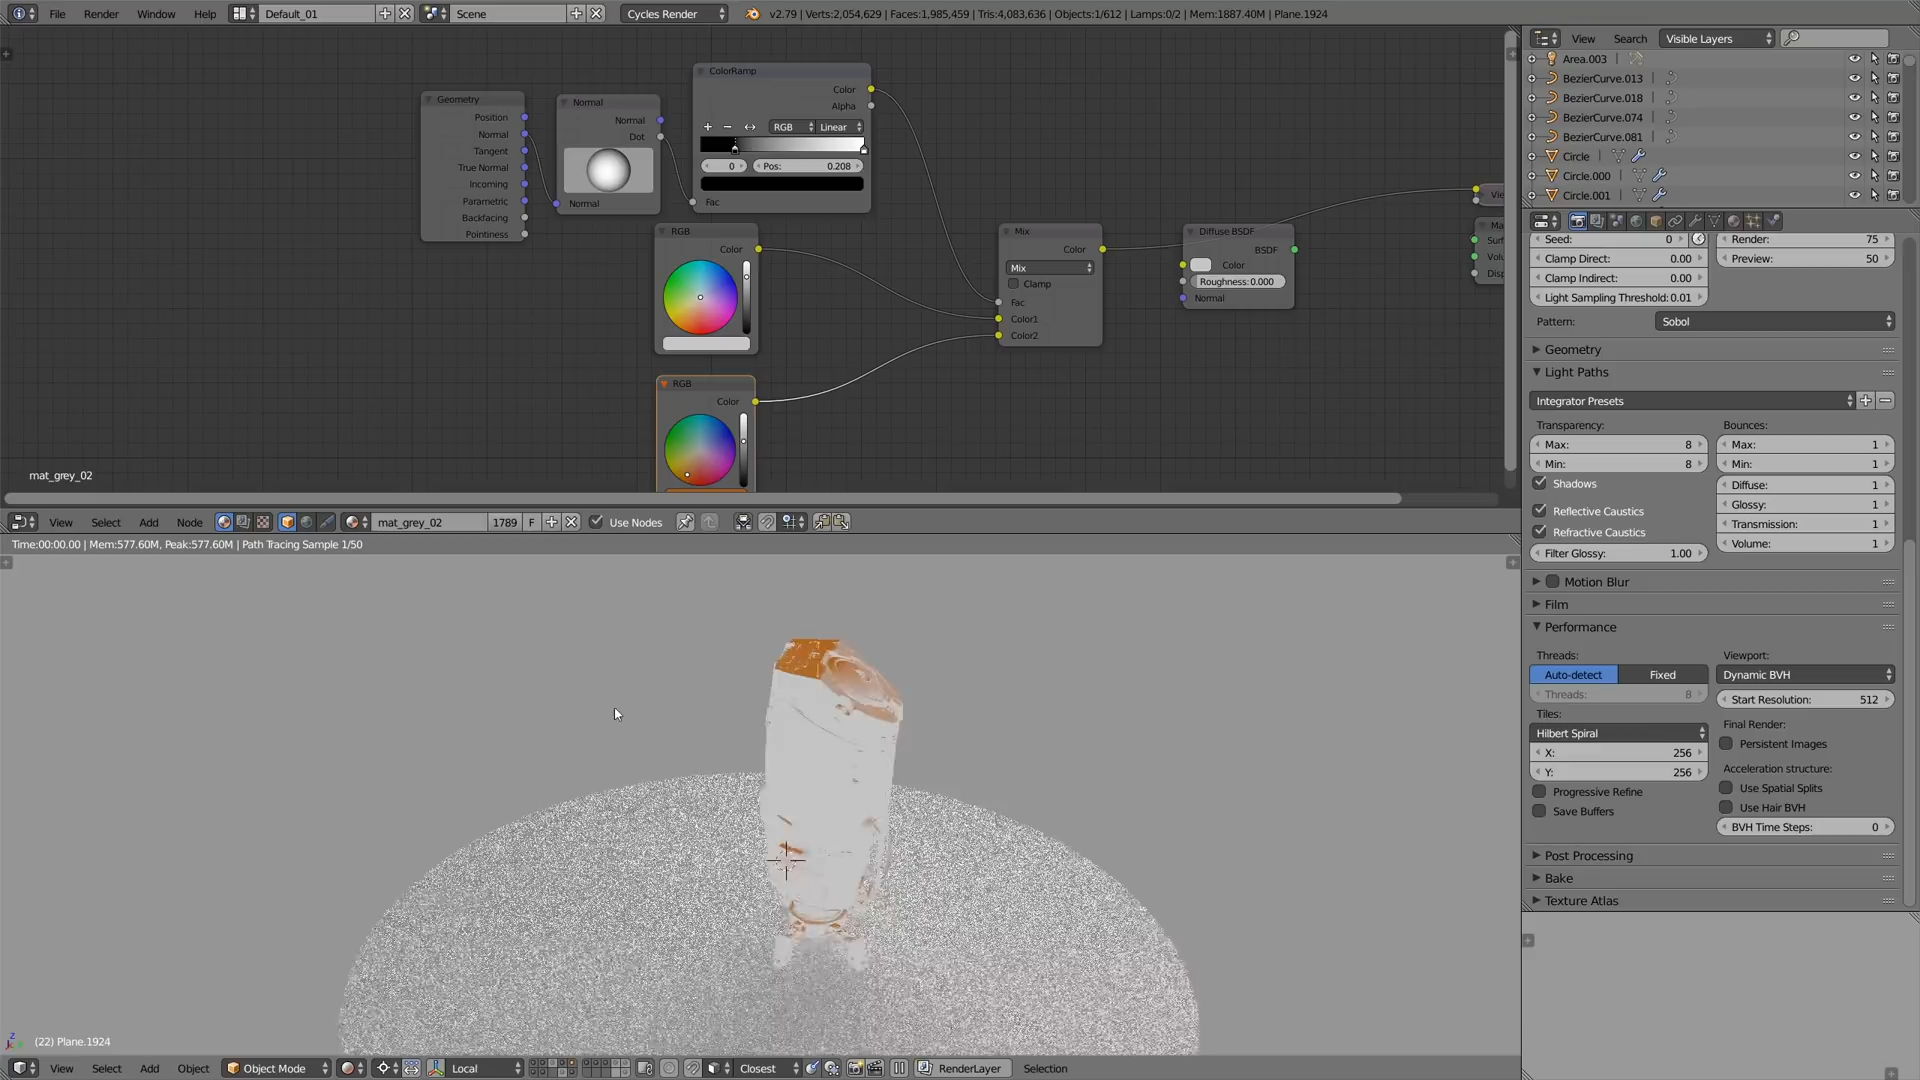 File Render Window Help Default_01 Scene Cycles Render v2.79 | Verts:2,054,629 | Faces:1,985,459 | Tris:4,083,636 | Objects:1/612 | Lamps:0/2 | Mem:1887.40M | Plane.1924
View Search Visible Layers
Area.003
BezierCurve.013
BezierCurve.018
BezierCurve.074
BezierCurve.081
Circle
Circle.000
Circle.001
Geometry
Position
Normal
Tangent
True Normal
Incoming
Parametric
Backfacing
Pointiness
Normal
Normal
Dot
Normal
ColorRamp
Color
Alpha
RGB Linear
0 Pos: 0.208
Fac
RGB
Color
RGB
Color
Mix
Color
Mix
Clamp
Fac
Color1
Color2
Diffuse BSDF
BSDF
Color
Roughness:0.000
Normal
Vie
Ma
Surf
Volu
Disp
mat_grey_02
View Select Add Node mat_grey_02 1789 F Use Nodes
Time:00:00.00 | Mem:577.60M, Peak:577.60M | Path Tracing Sample 1/50
(22) Plane.1924
View Select Add Object Object Mode Local Closest RenderLayer Selection
Seed: 0 Render: 75
Clamp Direct: 0.00 Preview: 50
Clamp Indirect: 0.00
Light Sampling Threshold: 0.01
Pattern: Sobol
Geometry
Light Paths
Integrator Presets
Transparency: Bounces:
Max: 8 Max: 1
Min: 8 Min: 1
Shadows Diffuse: 1
Reflective Caustics Glossy: 1
Refractive Caustics Transmission: 1
Filter Glossy: 1.00 Volume: 1
Motion Blur
Film
Performance
Threads: Viewport:
Auto-detect Fixed Dynamic BVH
Threads: 8 Start Resolution: 512
Tiles: Final Render:
Hilbert Spiral Persistent Images
X: 256 Acceleration structure:
Y: 256 Use Spatial Splits
Progressive Refine Use Hair BVH
Save Buffers BVH Time Steps: 0
Post Processing
Bake
Texture Atlas